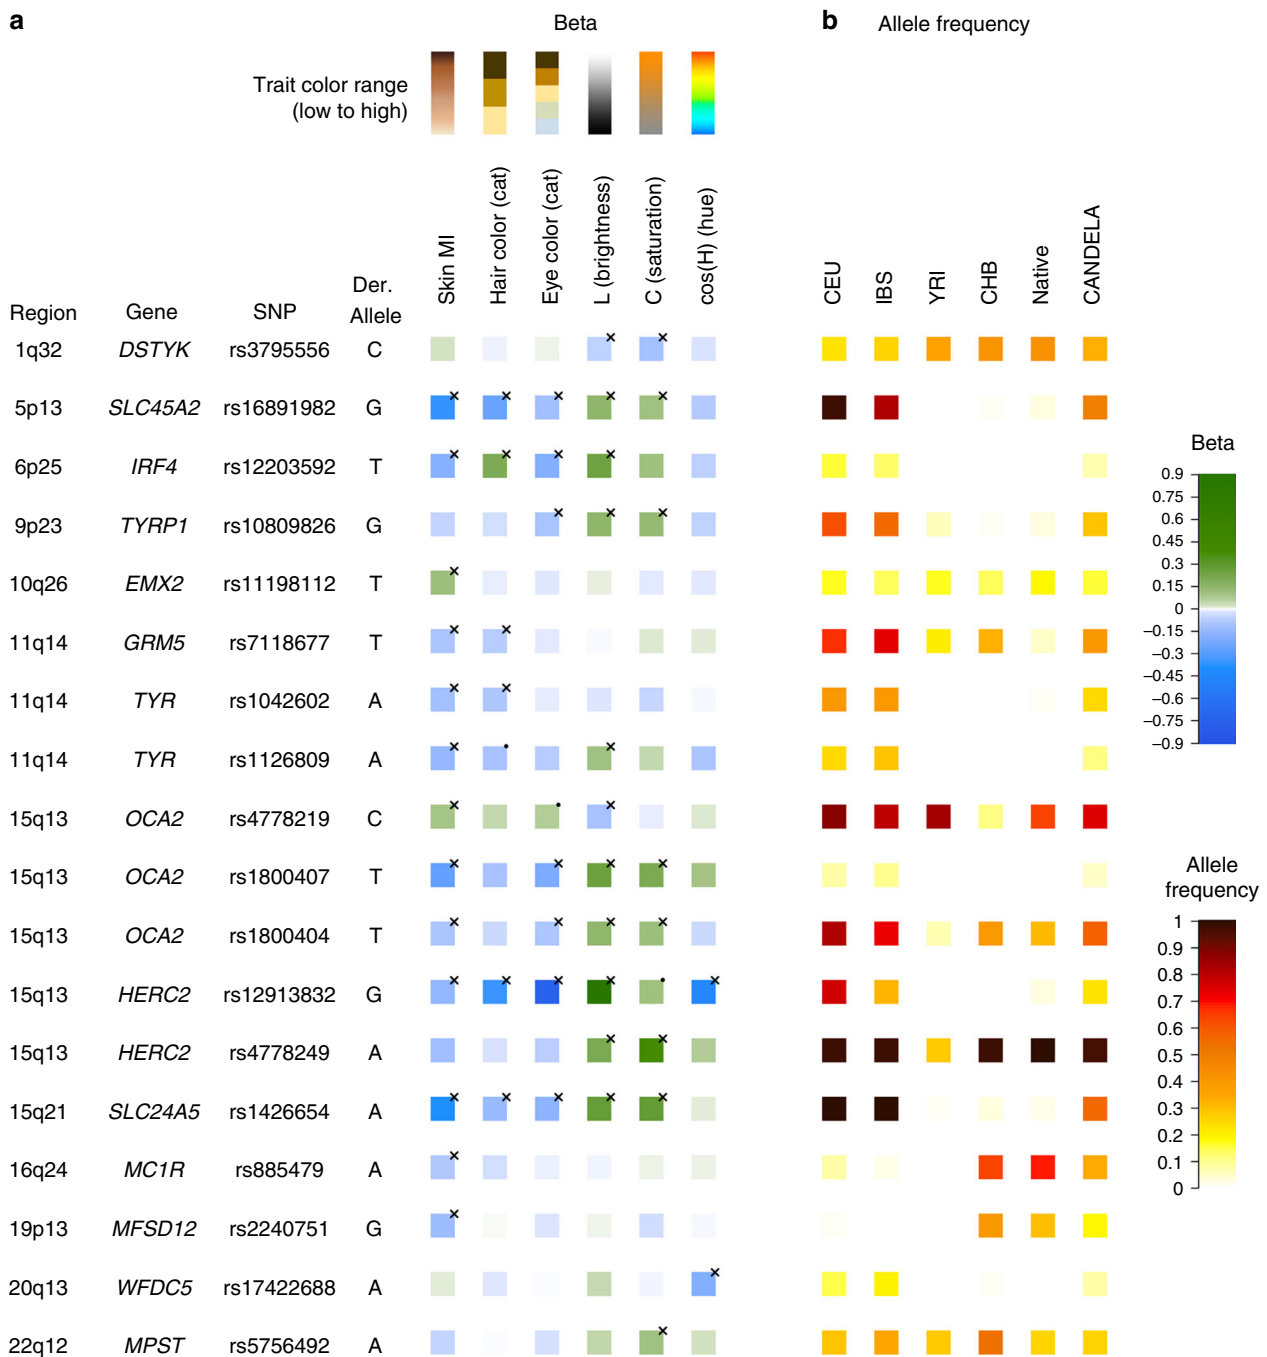 a
Beta
b Allele frequency
Trait color range
(low to high)
Skin MI
Hair color (cat)
Eye color (cat)
L (brightness)
C (saturation)
cos(H) (hue)
CEU
IBS
YRI
CHB
Native
CANDELA
Region Gene SNP Der. Allele
1q32 DSTYK rs3795556 C
5p13 SLC45A2 rs16891982 G
6p25 IRF4 rs12203592 T
9p23 TYRP1 rs10809826 G
10q26 EMX2 rs11198112 T
11q14 GRM5 rs7118677 T
11q14 TYR rs1042602 A
11q14 TYR rs1126809 A
15q13 OCA2 rs4778219 C
15q13 OCA2 rs1800407 T
15q13 OCA2 rs1800404 T
15q13 HERC2 rs12913832 G
15q13 HERC2 rs4778249 A
15q21 SLC24A5 rs1426654 A
16q24 MC1R rs885479 A
19p13 MFSD12 rs2240751 G
20q13 WFDC5 rs17422688 A
22q12 MPST rs5756492 A
Beta
0.9
0.75
0.6
0.45
0.3
0.15
0
–0.15
–0.3
–0.45
–0.6
–0.75
–0.9
Allele
frequency
1
0.9
0.8
0.7
0.6
0.5
0.4
0.3
0.2
0.1
0